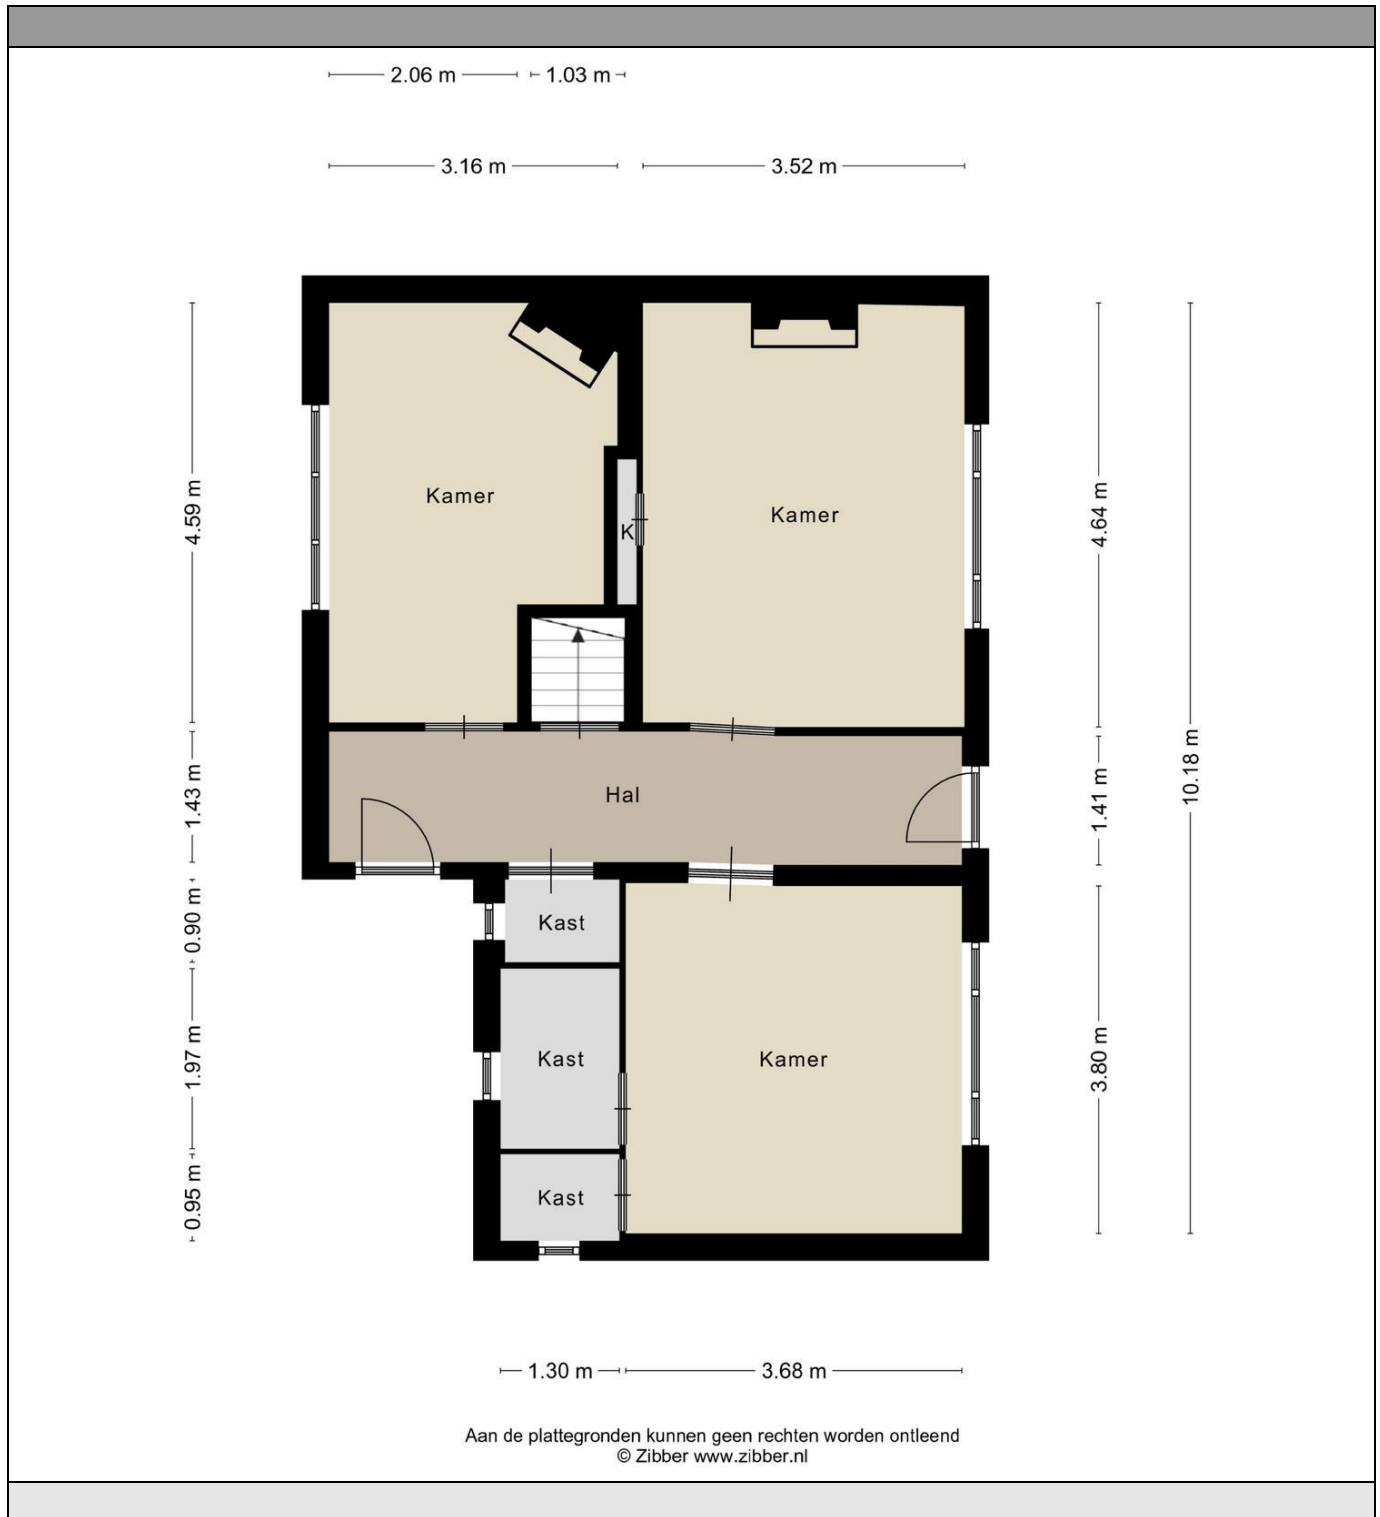 2.06 m
1.03 m
3.16 m
3.52 m
4.59 m
Kamer
K
Kamer
4.64 m
10.18 m
1.43 m
Hal
1.41 m
0.90 m
Kast
1.97 m
Kast
Kamer
3.80 m
0.95 m
Kast
1.30 m
3.68 m
Aan de plattegronden kunnen geen rechten worden ontleend
© Zibber www.zibber.nl